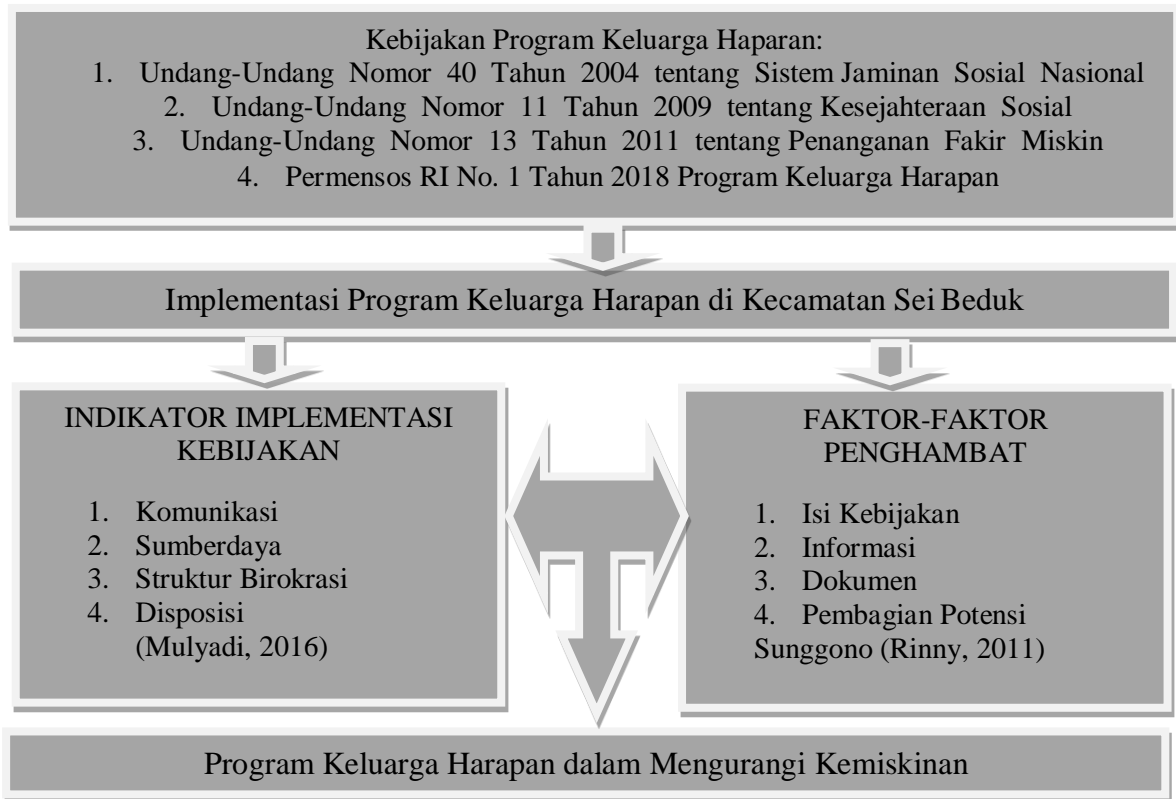 Kebijakan Program Keluarga Haparan:
1. Undang-Undang Nomor 40 Tahun 2004 tentang Sistem Jaminan Sosial Nasional
2. Undang-Undang Nomor 11 Tahun 2009 tentang Kesejahteraan Sosial
3. Undang-Undang Nomor 13 Tahun 2011 tentang Penanganan Fakir Miskin
4. Permensos RI No. 1 Tahun 2018 Program Keluarga Harapan
Implementasi Program Keluarga Harapan di Kecamatan Sei Beduk
INDIKATOR IMPLEMENTASI
KEBIJAKAN
1. Komunikasi
2. Sumberdaya
3. Struktur Birokrasi
4. Disposisi
(Mulyadi, 2016)
FAKTOR-FAKTOR
PENGHAMBAT
1. Isi Kebijakan
2. Informasi
3. Dokumen
4. Pembagian Potensi
Sunggono (Rinny, 2011)
Program Keluarga Harapan dalam Mengurangi Kemiskinan